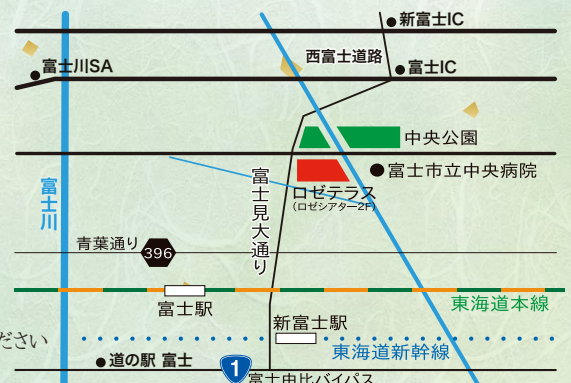 新富士IC
西富士道路
富士川SA
富士IC
中央公園
富士市立中央病院
ロゼテラス
(ロゼシアター2F)
富士見大通り
富士川
青葉通り
396
東海道本線
富士駅
新富士駅
ださい
東海道新幹線
道の駅 富士
1
富士由比バイパス